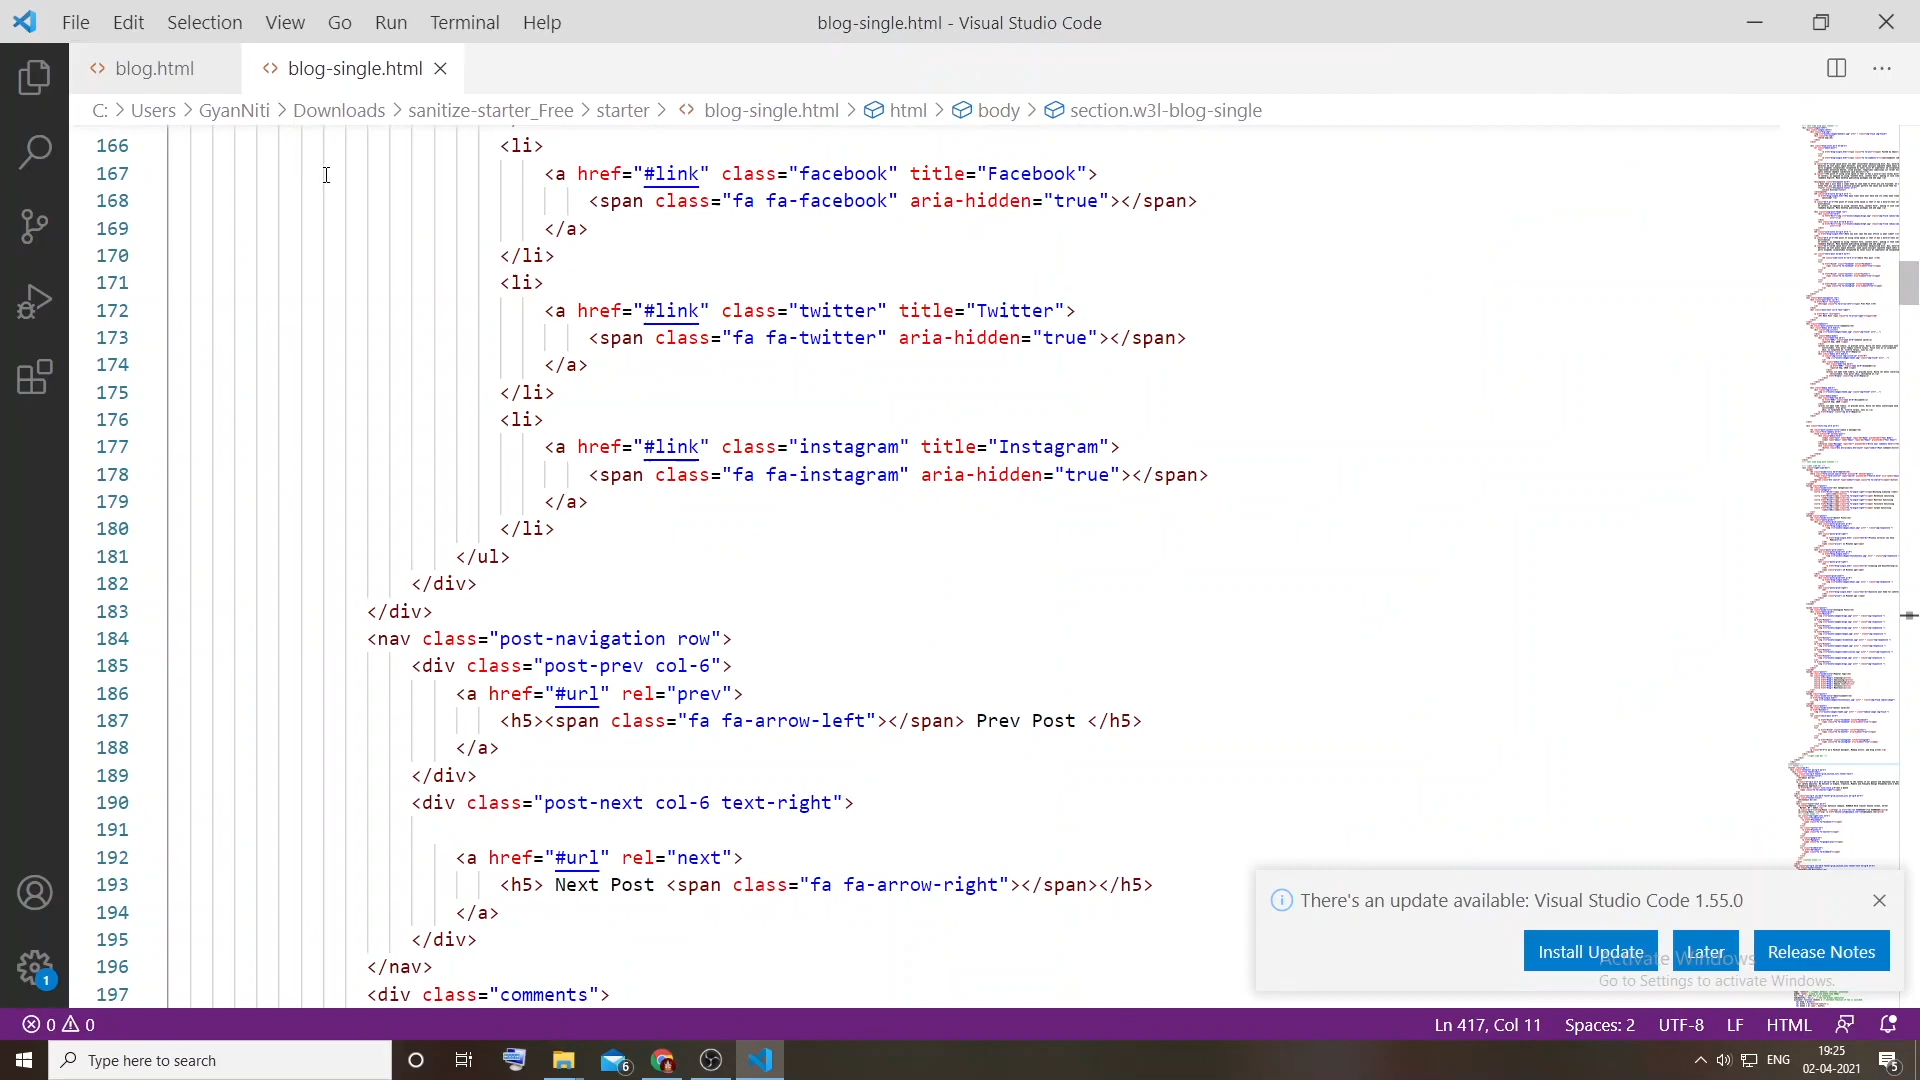 File Edit Selection View Go Run Terminal Help blog-single.html - Visual Studio Code
blog.html blog-single.html
C: > Users > GyanNiti > Downloads > sanitize-starter_Free > starter > blog-single.html > html > body > section.w3l-blog-single
166 <li>
167 <a href="#link" class="facebook" title="Facebook">
168 <span class="fa fa-facebook" aria-hidden="true"></span>
169 </a>
170 </li>
171 <li>
172 <a href="#link" class="twitter" title="Twitter">
173 <span class="fa fa-twitter" aria-hidden="true"></span>
174 </a>
175 </li>
176 <li>
177 <a href="#link" class="instagram" title="Instagram">
178 <span class="fa fa-instagram" aria-hidden="true"></span>
179 </a>
180 </li>
181 </ul>
182 </div>
183 </div>
184 <nav class="post-navigation row">
185 <div class="post-prev col-6">
186 <a href="#url" rel="prev">
187 <h5><span class="fa fa-arrow-left"></span> Prev Post </h5>
188 </a>
189 </div>
190 <div class="post-next col-6 text-right">
191
192 <a href="#url" rel="next">
193 <h5> Next Post <span class="fa fa-arrow-right"></span></h5>
194 </a>
195 </div>
196 </nav>
197 <div class="comments">
There's an update available: Visual Studio Code 1.55.0
Install Update Later Release Notes
Activate Windows
Go to Settings to activate Windows.
1
0 0 Ln 417, Col 11 Spaces: 2 UTF-8 LF HTML
Type here to search 6 ENG 19:25 5
02-04-2021